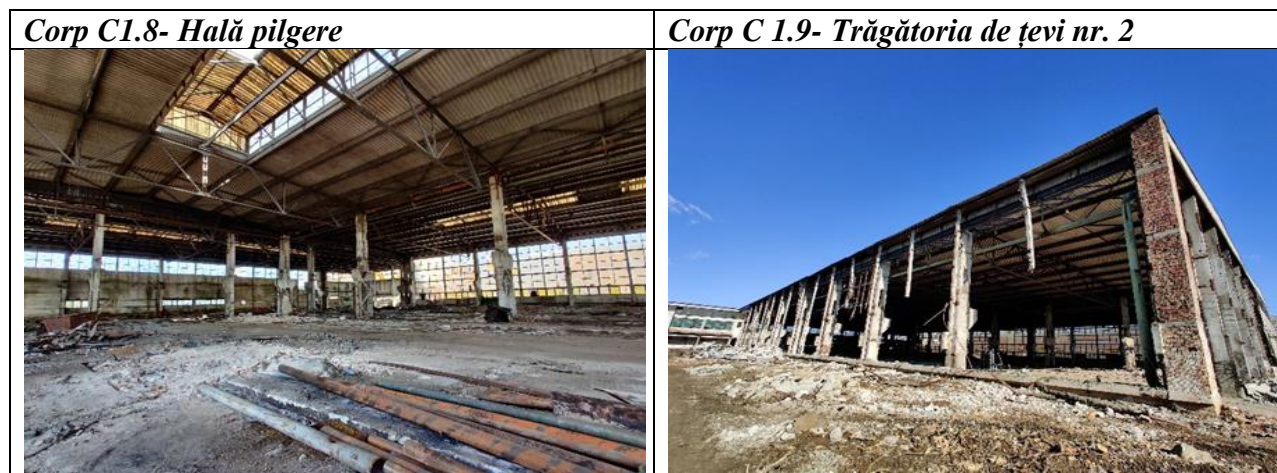 Corp C1.8- Hală pilgere
Corp C 1.9- Trăgătoria de țevi nr. 2